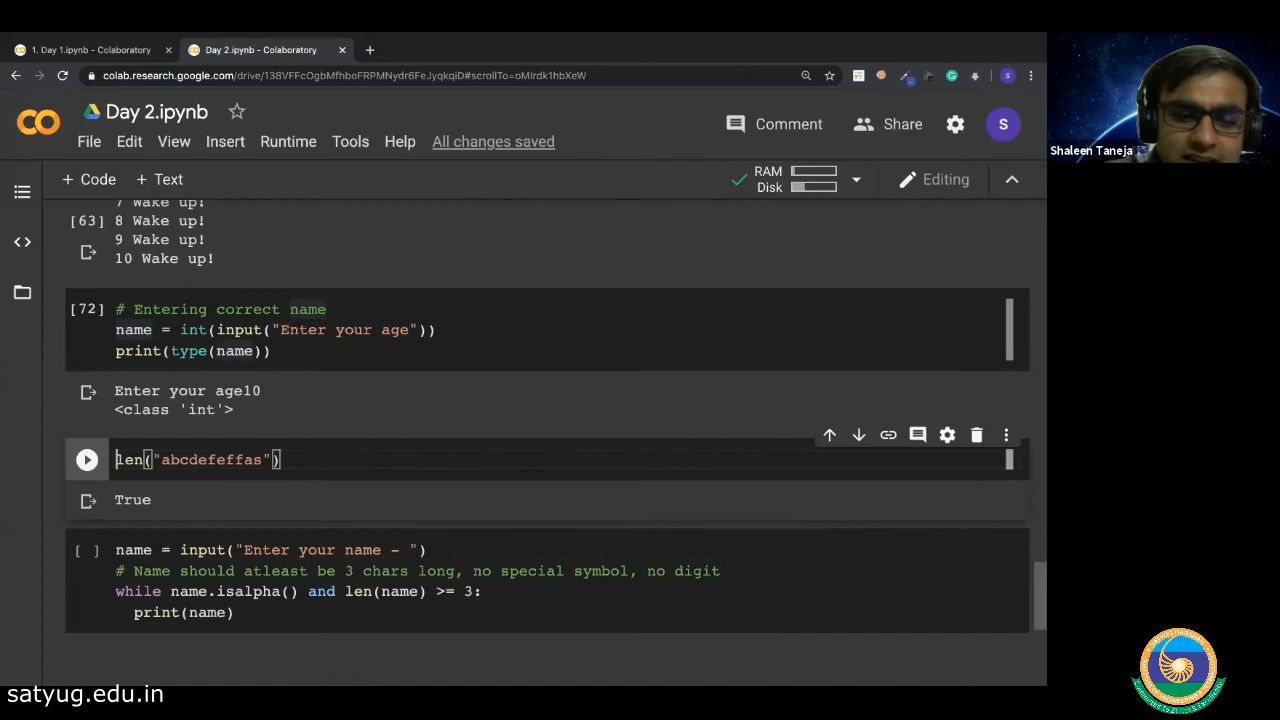 1. Day 1.ipynb - Colaboratory
Day 2.ipynb - Colaboratory
colab.research.google.com/drive/138VFFcOgbMfhboFRPMNydr6FeJyqkqiD#scrollTo=oMIrdk1hbXeW
Day 2.ipynb
File Edit View Insert Runtime Tools Help All changes saved
Comment Share S
+ Code + Text
RAM
Disk
Editing
7 Wake up!
[63] 8 Wake up!
9 Wake up!
10 Wake up!
[72] # Entering correct name
name = int(input("Enter your age"))
print(type(name))
Enter your age10
<class 'int'>
len("abcdefeffas")
True
[ ] name = input("Enter your name - ")
# Name should atleast be 3 chars long, no special symbol, no digit
while name.isalpha() and len(name) >= 3:
print(name)
Shaleen Taneja
satyug.edu.in